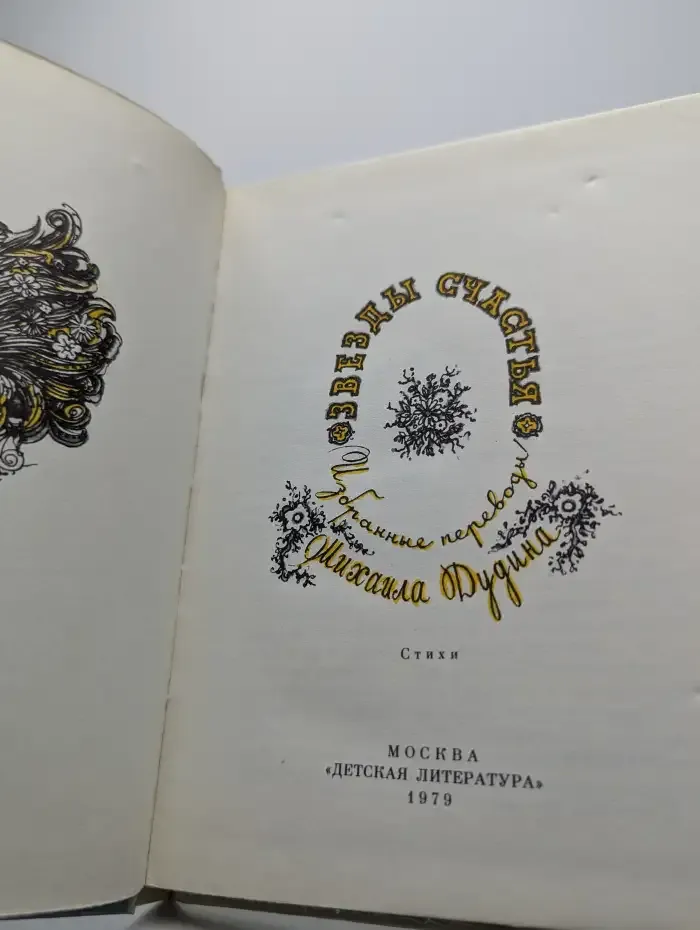 ЗВЕЗДЫ СЧАСТЬЯ
Избранные переводы
Михаила Дудина
Стихи
МОСКВА
«ДЕТСКАЯ ЛИТЕРАТУРА»
1979